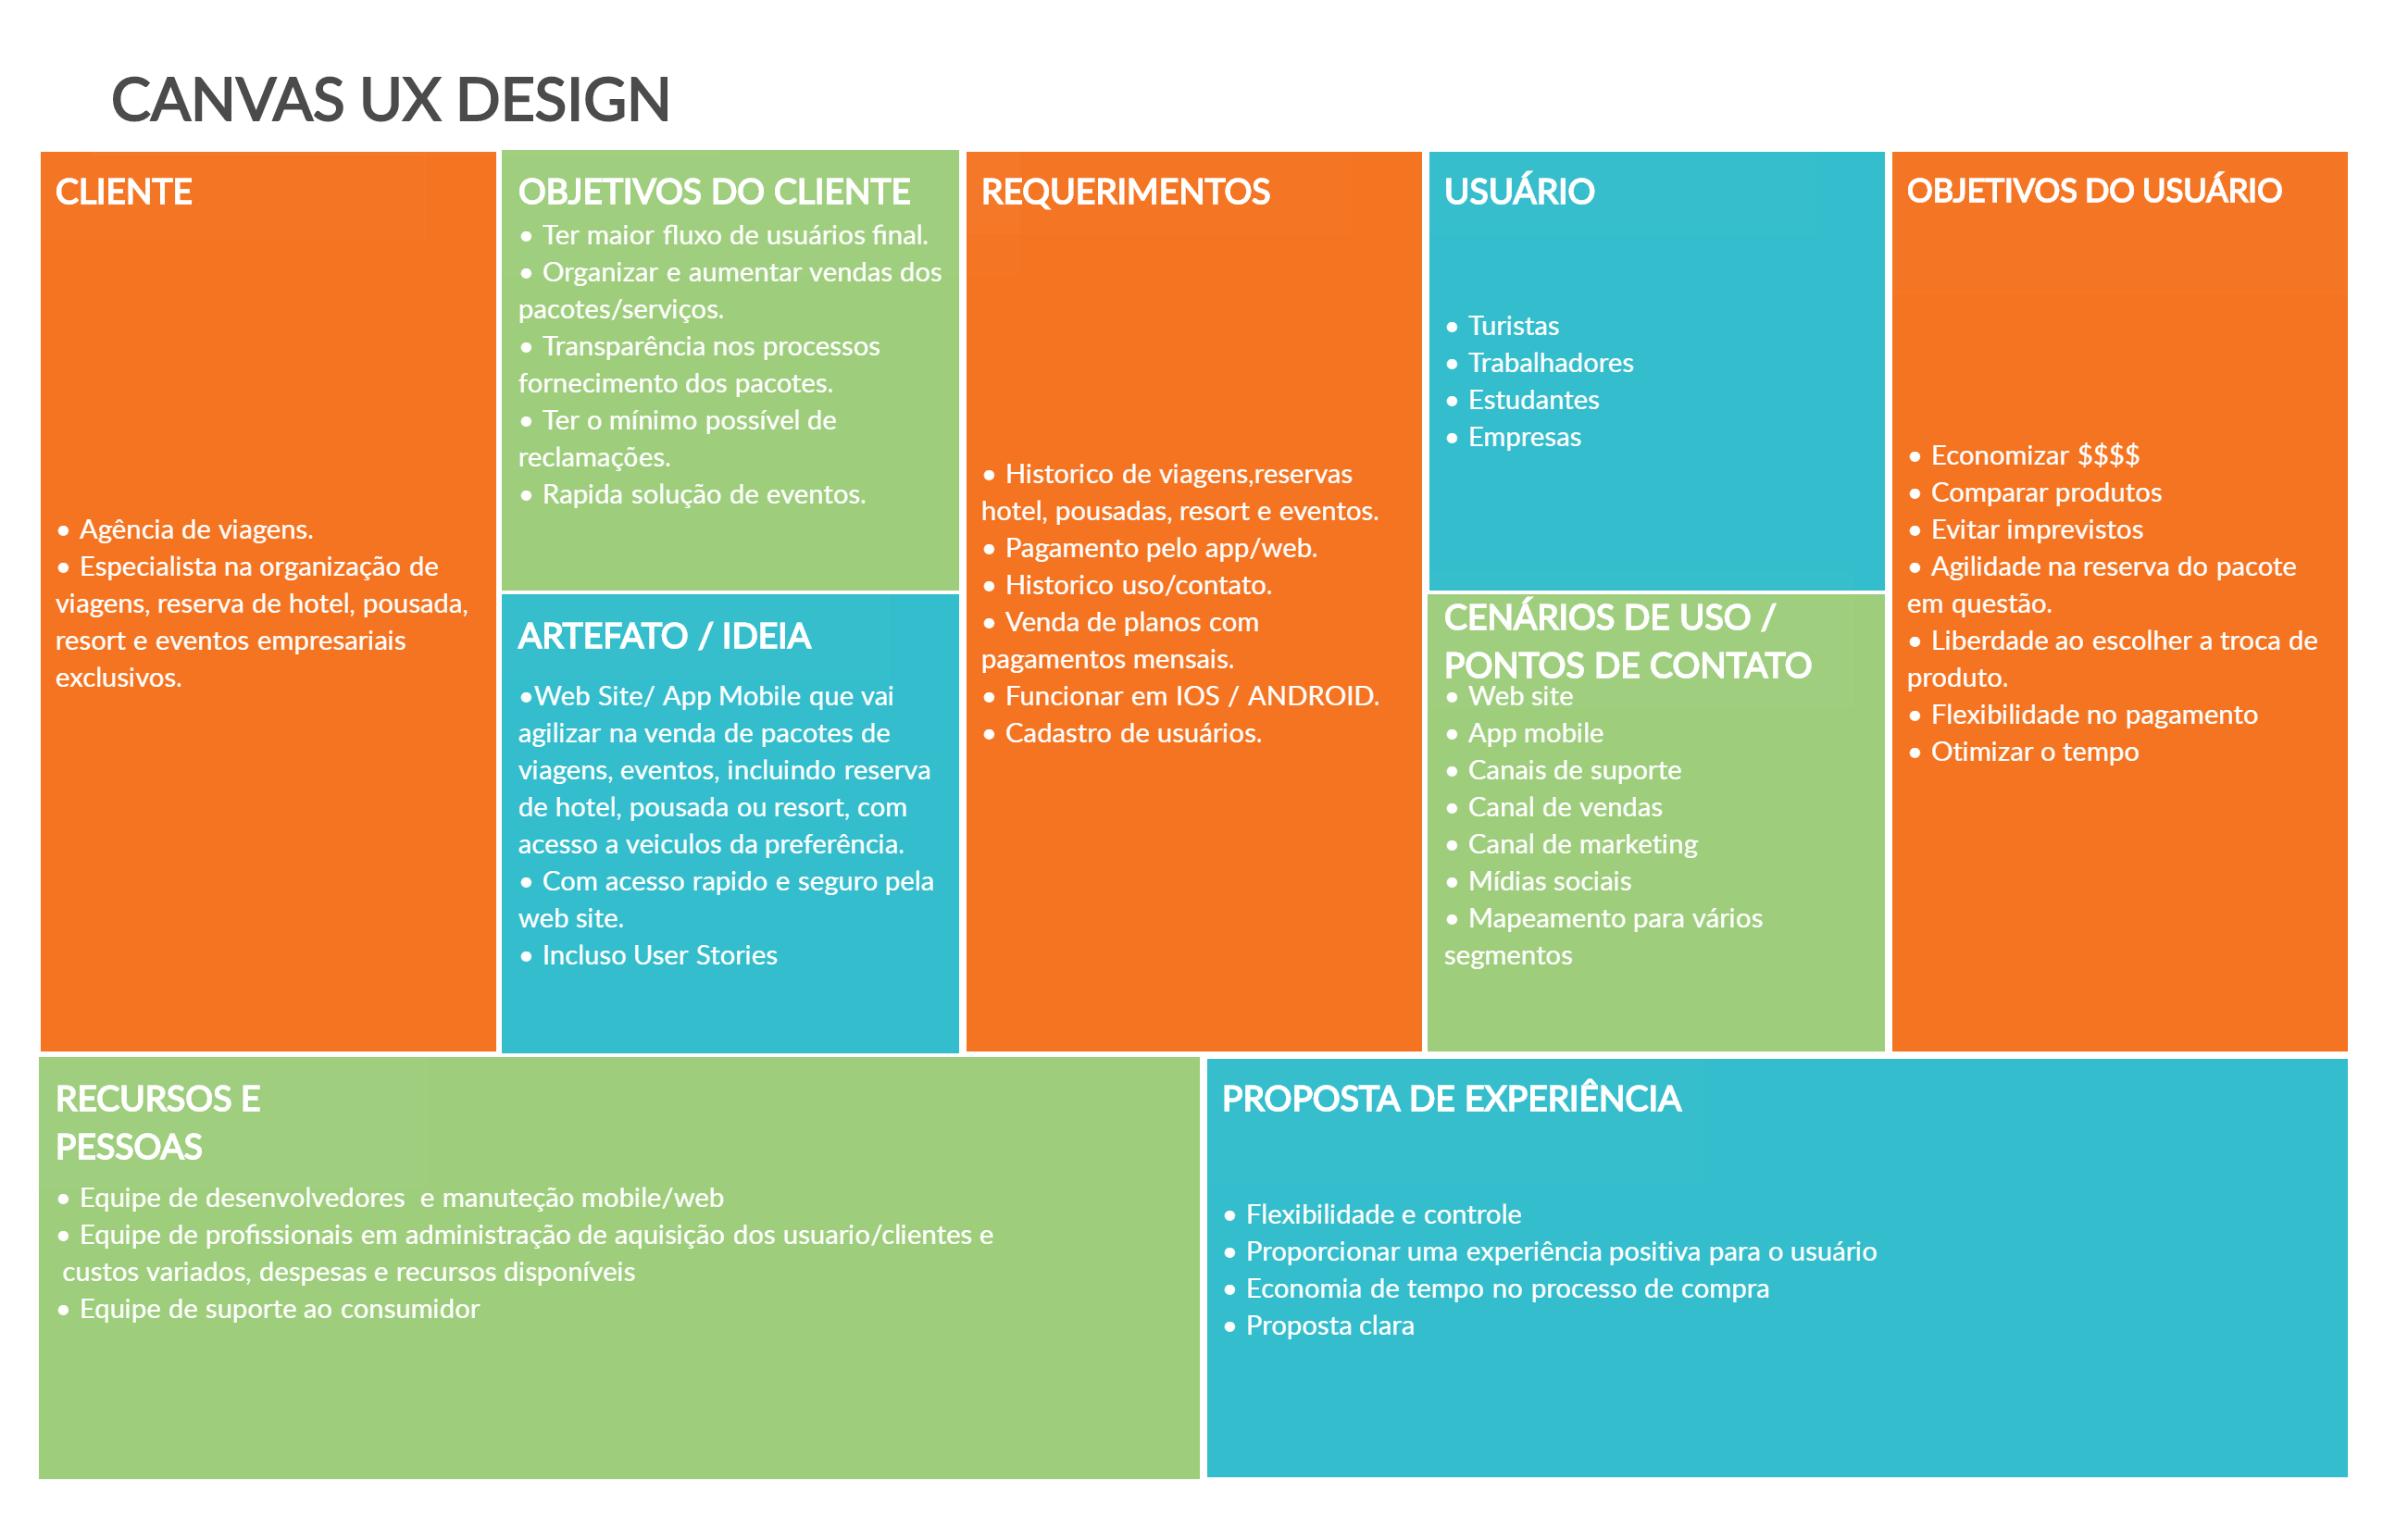 CANVAS UX DESIGN
CLIENTE
• Agência de viagens.
• Especialista na organização de
viagens, reserva de hotel, pousada,
resort e eventos empresariais
exclusivos.
OBJETIVOS DO CLIENTE
• Ter maior fluxo de usuários final.
• Organizar e aumentar vendas dos
pacotes/serviços.
• Transparência nos processos
fornecimento dos pacotes.
• Ter o mínimo possível de
reclamações.
• Rapida solução de eventos.
ARTEFATO / IDEIA
•Web Site/ App Mobile que vai
agilizar na venda de pacotes de
viagens, eventos, incluindo reserva
de hotel, pousada ou resort, com
acesso a veiculos da preferência.
• Com acesso rapido e seguro pela
web site.
• Incluso User Stories
REQUERIMENTOS
• Historico de viagens,reservas
hotel, pousadas, resort e eventos.
• Pagamento pelo app/web.
• Historico uso/contato.
• Venda de planos com
pagamentos mensais.
• Funcionar em IOS / ANDROID.
• Cadastro de usuários.
USUÁRIO
• Turistas
• Trabalhadores
• Estudantes
• Empresas
CENÁRIOS DE USO /
PONTOS DE CONTATO
• Web site
• App mobile
• Canais de suporte
• Canal de vendas
• Canal de marketing
• Mídias sociais
• Mapeamento para vários
segmentos
OBJETIVOS DO USUÁRIO
• Economizar $$$$
• Comparar produtos
• Evitar imprevistos
• Agilidade na reserva do pacote
em questão.
• Liberdade ao escolher a troca de
produto.
• Flexibilidade no pagamento
• Otimizar o tempo
RECURSOS E
PESSOAS
• Equipe de desenvolvedores  e manuteção mobile/web
• Equipe de profissionais em administração de aquisição dos usuario/clientes e
custos variados, despesas e recursos disponíveis
• Equipe de suporte ao consumidor
PROPOSTA DE EXPERIÊNCIA
• Flexibilidade e controle
• Proporcionar uma experiência positiva para o usuário
• Economia de tempo no processo de compra
• Proposta clara